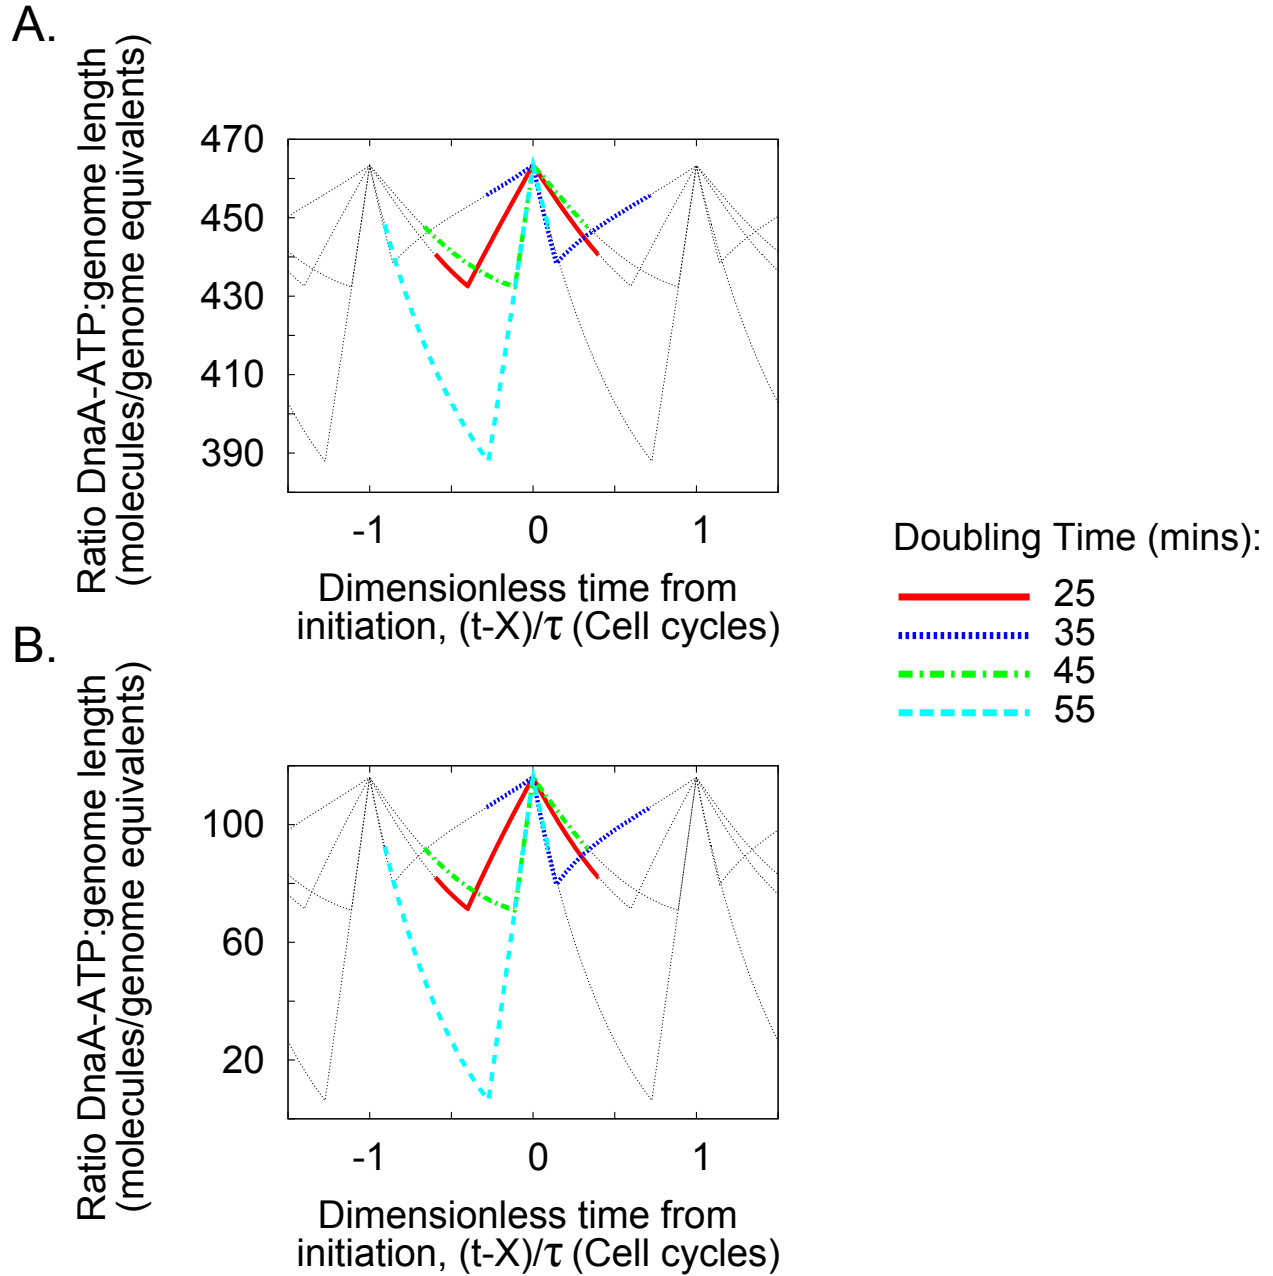 A.
Ratio DnaA-ATP:genome length
(molecules/genome equivalents)
470
450
430
410
390
-1
0
1
Dimensionless time from
initiation, (t-X)/τ (Cell cycles)
Doubling Time (mins):
25
35
45
55
B.
Ratio DnaA-ATP:genome length
(molecules/genome equivalents)
100
60
20
-1
0
1
Dimensionless time from
initiation, (t-X)/τ (Cell cycles)